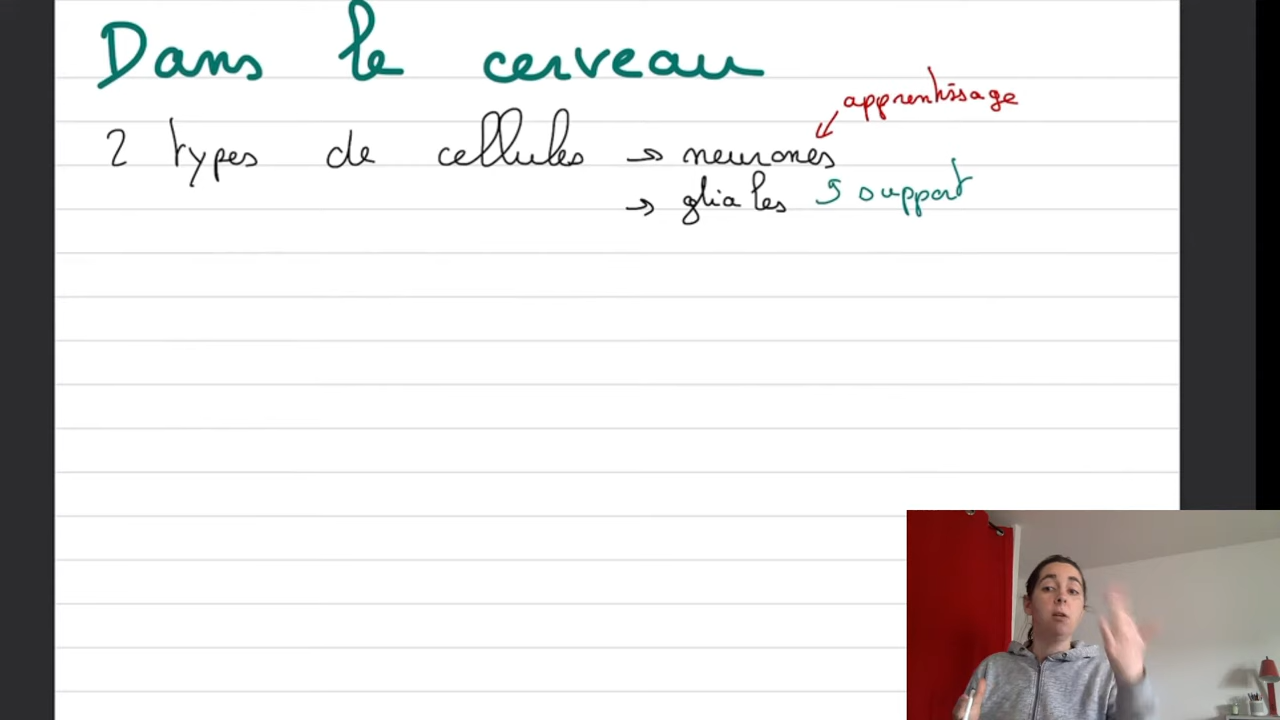 Dans le cerveau
apprentissage
2 types de cellules → neurones
→ gliales support